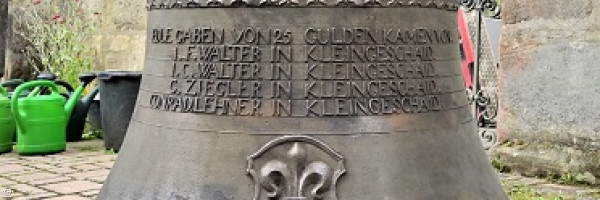 EDLE GABEN VON 25 GULDEN KAMEN VON
I. F. WALTER IN KLEINGESCHAID.
I. C. WALTER IN KLEINGESCHAID.
G. ZIEGLER IN KLEINGESCHAID.
CONRAD LEHNER IN KLEINGESCHAID.